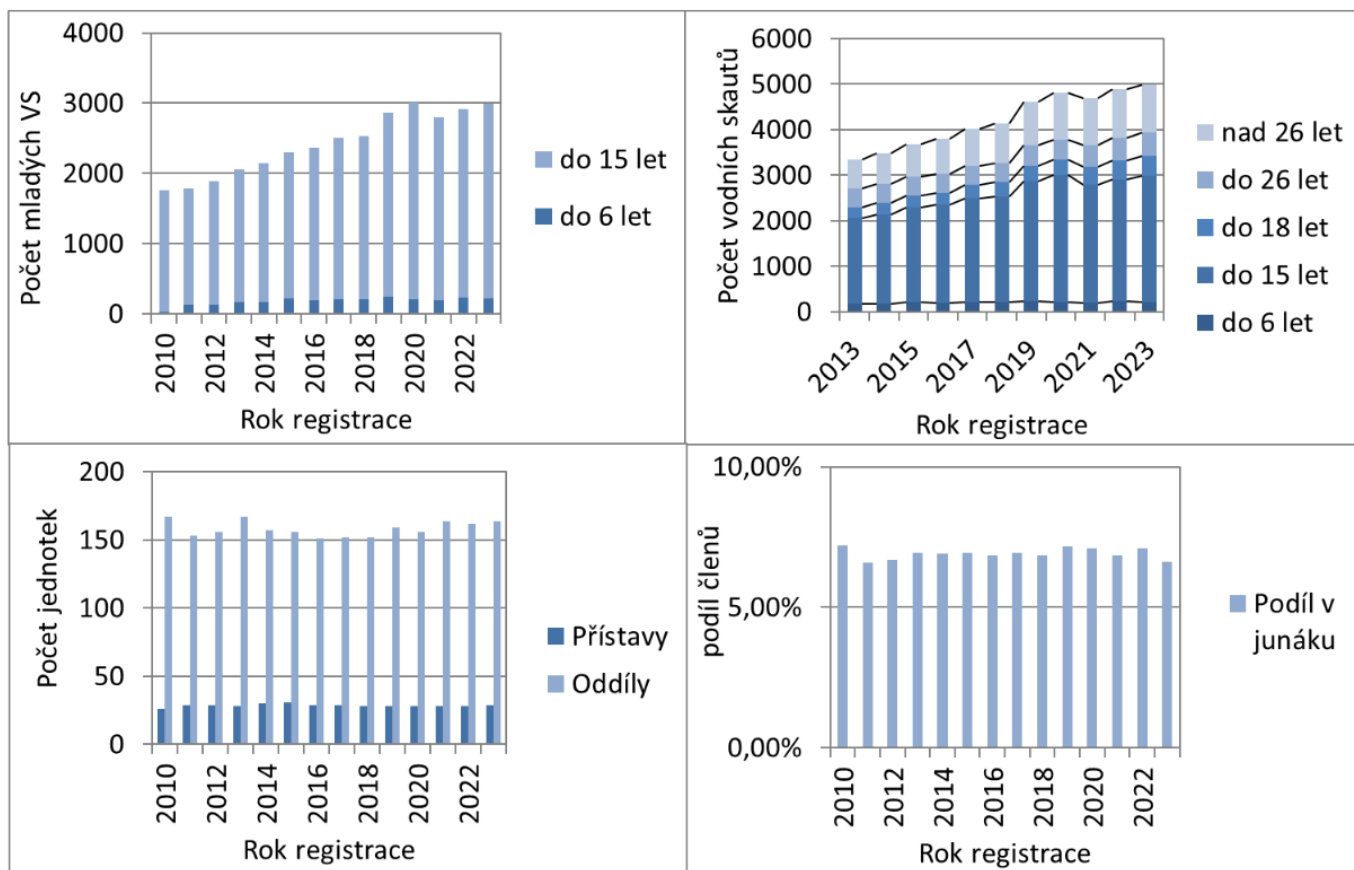 Počet mladých VS
4000
3000
2000
1000
0
2010
2012
2014
2016
2018
2020
2022
Rok registrace
do 15 let
do 6 let
Počet vodních skautů
6000
5000
4000
3000
2000
1000
0
2013
2015
2017
2019
2021
2023
Rok registrace
nad 26 let
do 26 let
do 18 let
do 15 let
do 6 let
Počet jednotek
200
150
100
50
0
2010
2012
2014
2016
2018
2020
2022
Rok registrace
Přístavy
Oddíly
podíl členů
10,00%
5,00%
0,00%
2010
2012
2014
2016
2018
2020
2022
Rok registrace
Podíl v
junáku